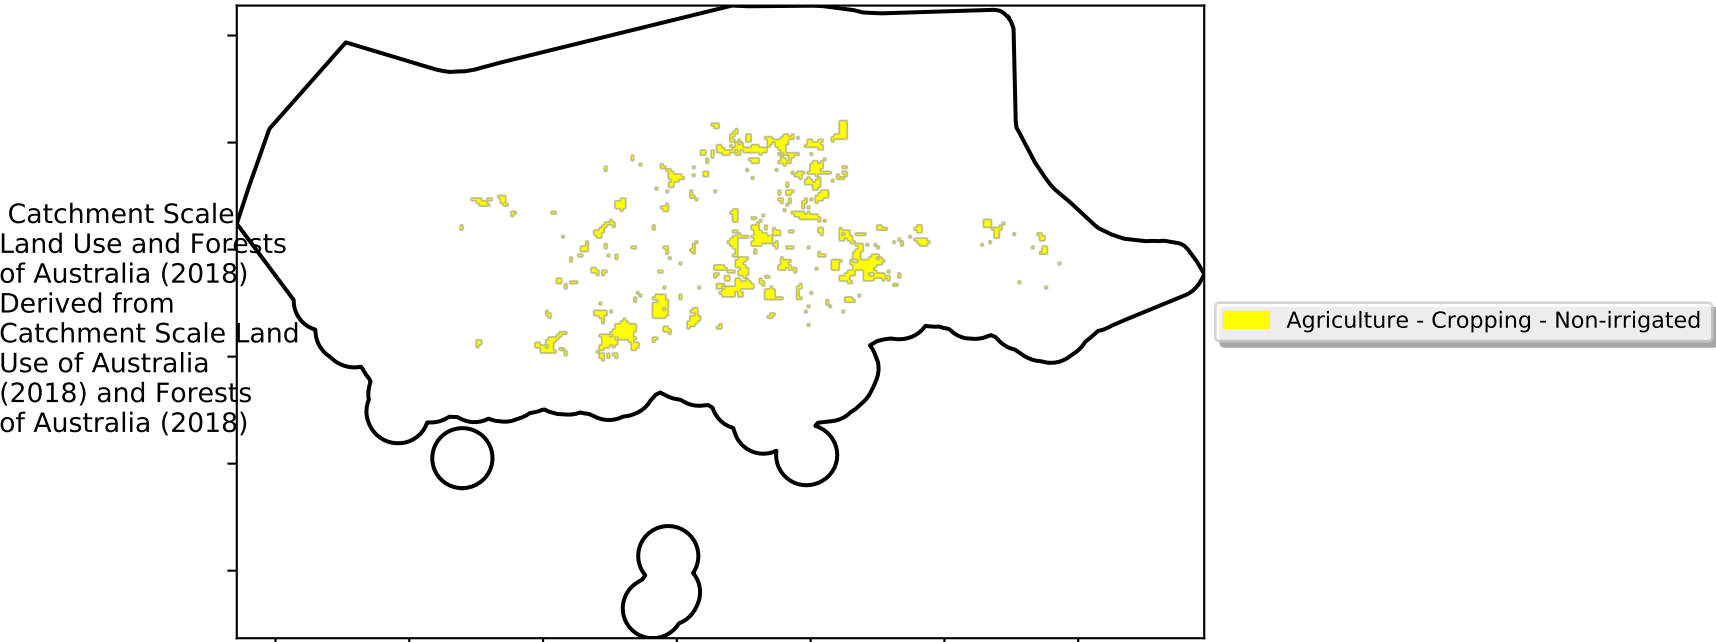 Catchment Scale
Land Use and Forests
of Australia (2018)
Derived from
Catchment Scale Land
Use of Australia
(2018) and Forests
of Australia (2018)
Agriculture - Cropping - Non-irrigated